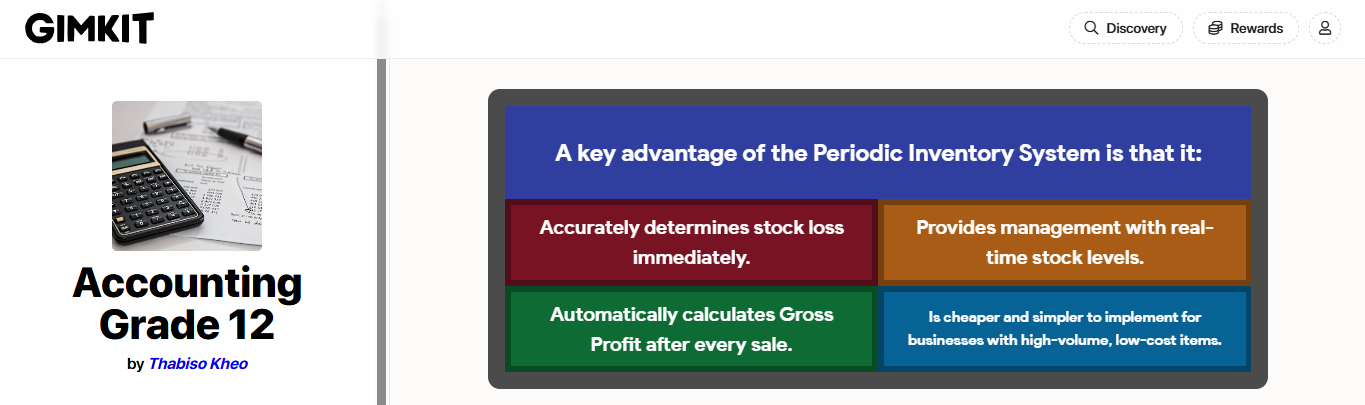 GIMKIT
Discovery
Rewards
Accounting
Grade 12
by Thabiso Kheo
A key advantage of the Periodic Inventory System is that it:
Accurately determines stock loss
immediately.
Provides management with real-
time stock levels.
Automatically calculates Gross
Profit after every sale.
Is cheaper and simpler to implement for
businesses with high-volume, low-cost items.